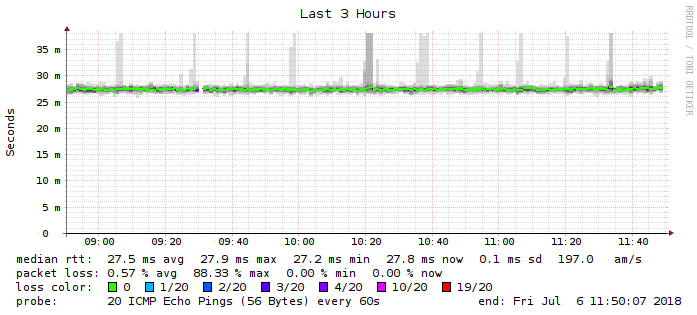 Last 3 Hours
RRDTOOL / TOBI OETIKER
Seconds
35 m
30 m
25 m
20 m
15 m
10 m
5 m
0
09:00 09:20 09:40 10:00 10:20 10:40 11:00 11:20 11:40
median rtt: 27.5 ms avg 27.9 ms max 27.2 ms min 27.8 ms now 0.1 ms sd 197.0 am/s
packet loss: 0.57 % avg 88.33 % max 0.00 % min 0.00 % now
loss color: 0 1/20 2/20 3/20 4/20 10/20 19/20
probe: 20 ICMP Echo Pings (56 Bytes) every 60s end: Fri Jul 6 11:50:07 2018